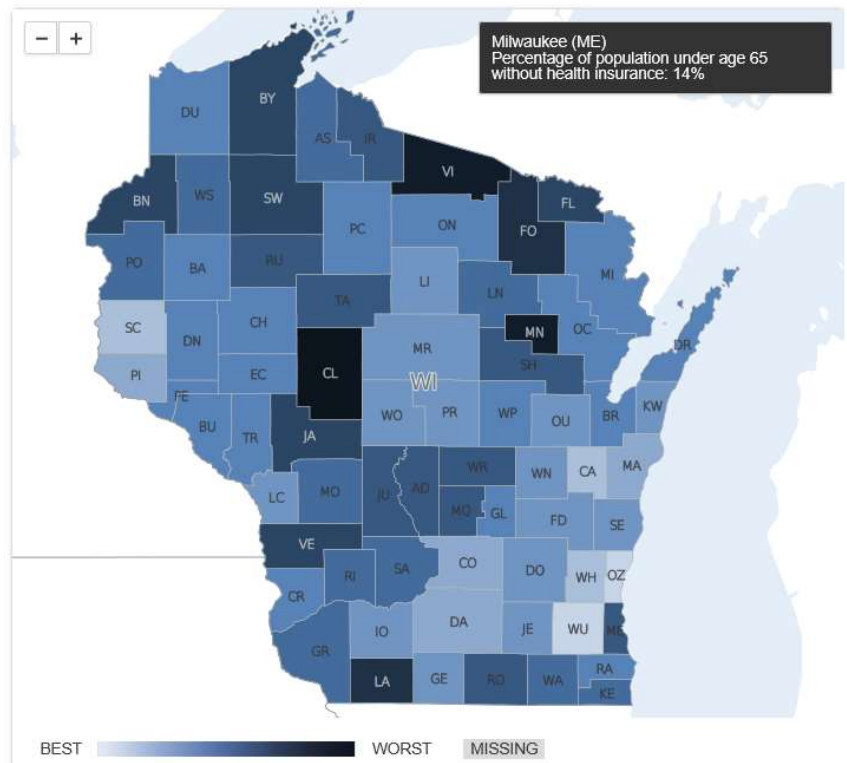 − +
Milwaukee (ME)
Percentage of population under age 65
without health insurance: 14%
DU
BY
AS
IR
VI
BN
WS
SW
FL
FO
PC
ON
PO
BA
RU
MI
LI
LN
TA
SC
CH
DN
OC
MN
MR
DR
SH
PI
EC
CL
WI
PE
BU
TR
WO
PR
WP
OU
BR
KW
JA
LC
MO
JU
AD
WR
WN
CA
MA
MQ
GL
FD
SE
VE
CR
RI
SA
CO
DO
WH
OZ
GR
IO
DA
JE
WU
ME
LA
GE
RO
WA
RA
KE
BEST WORST MISSING